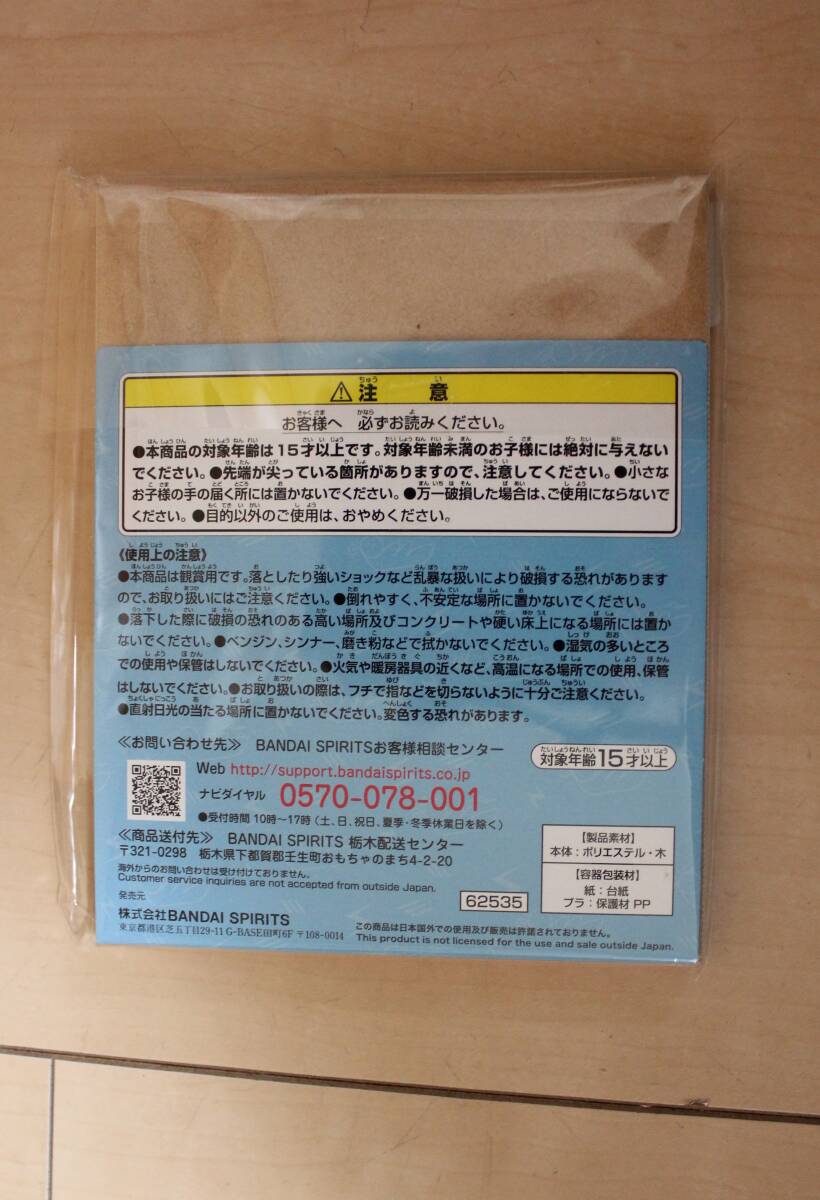 ⚠注意
お客様へ 必ずお読みください。
●本商品の対象年齢は15才以上です。対象年齢未満のお子様には絶対に与えない
でください。●先端が尖っている箇所がありますので、注意してください。●小さな
お子様の手の届く所には置かないでください。●万一破損した場合は、ご使用にならないで
ください。●目的以外のご使用は、おやめください。
《使用上の注意》
●本商品は観賞用です。落としたり強いショックなど乱暴な扱いにより破損する恐れがあります
ので、お取り扱いにはご注意ください。●倒れやすく、不安定な場所に置かないでください。
●落下した際に破損の恐れのある高い場所及びコンクリートや硬い床上になる場所には置か
ないでください。●ベンジン、シンナー、磨き粉などで拭かないでください。●湿気の多いところ
での使用や保管はしないでください。●火気や暖房器具の近くなど、高温になる場所での使用、保管
はしないでください。●お取り扱いの際は、フチで指などを切らないように十分ご注意ください。
●直射日光の当たる場所に置かないでください。変色する恐れがあります。
≪お問い合わせ先≫ BANDAI SPIRITSお客様相談センター
Web http://support.bandaispirits.co.jp
ナビダイヤル 0570-078-001
●受付時間 10時〜17時 (土、日、祝日、夏季・冬季休業日を除く)
対象年齢15才以上
≪商品送付先≫ BANDAI SPIRITS 栃木配送センター
〒321-0298 栃木県下都賀郡壬生町おもちゃのまち4-2-20
海外からのお問い合わせは受け付けておりません。
Customer service inquiries are not accepted from outside Japan.
発売元
株式会社BANDAI SPIRITS
東京都港区芝五丁目29-11 G-BASE田町6F 〒108-0014
62535
【製品素材】
本体：ポリエステル・木
【容器包装材】
紙：台紙
プラ：保護材 PP
この商品は日本国外での使用及び販売は許諾されておりません。
This product is not licensed for the use and sale outside Japan.